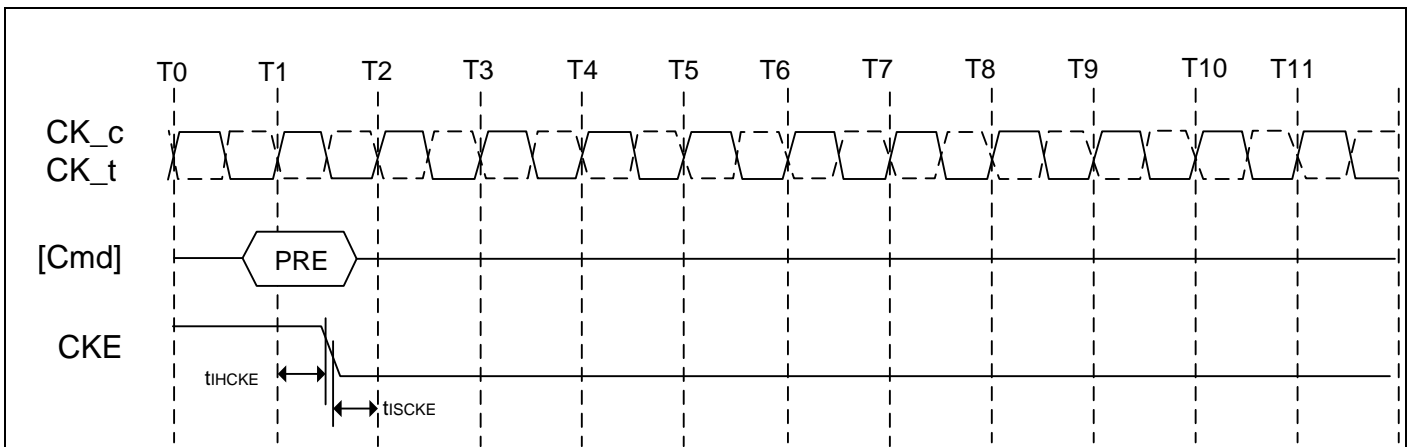 T0 T1 T2 T3 T4 T5 T6 T7 T8 T9 T10 T11
CK_c
CK_t
[Cmd] PRE
CKE
tIHCKE
tISCKE